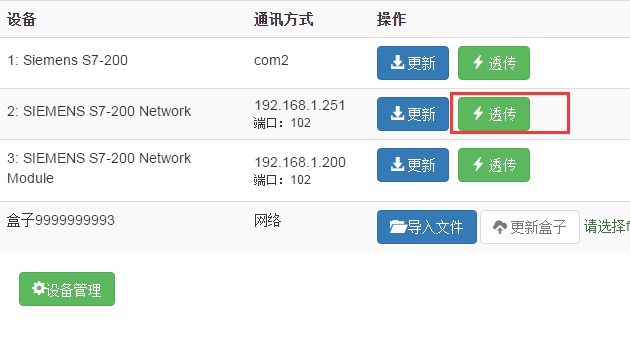 设备 通讯方式 操作
1: Siemens S7-200 com2 更新 透传
2: SIEMENS S7-200 Network 192.168.1.251 更新 透传
端口：102
3: SIEMENS S7-200 Network 192.168.1.200 更新 透传
Module 端口：102
盒子9999999993 网络 导入文件 更新盒子 请选择f
设备管理